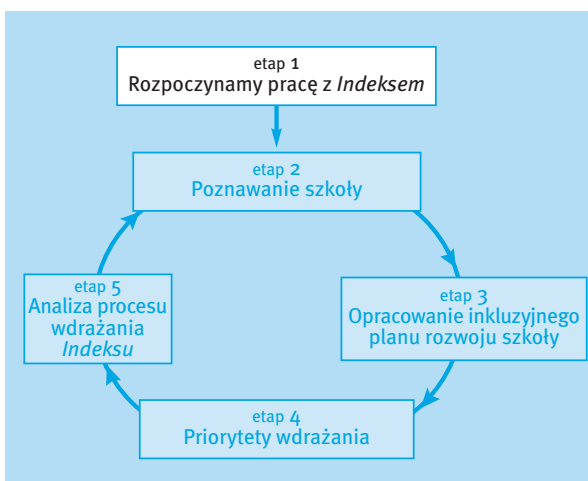 etap 1
Rozpoczynamy pracę z Indeksem
etap 2
Poznawanie szkoły
etap 3
Opracowanie inkluzyjnego
planu rozwoju szkoły
etap 4
Priorytety wdrażania
etap 5
Analiza procesu
wdrażania
Indeksu